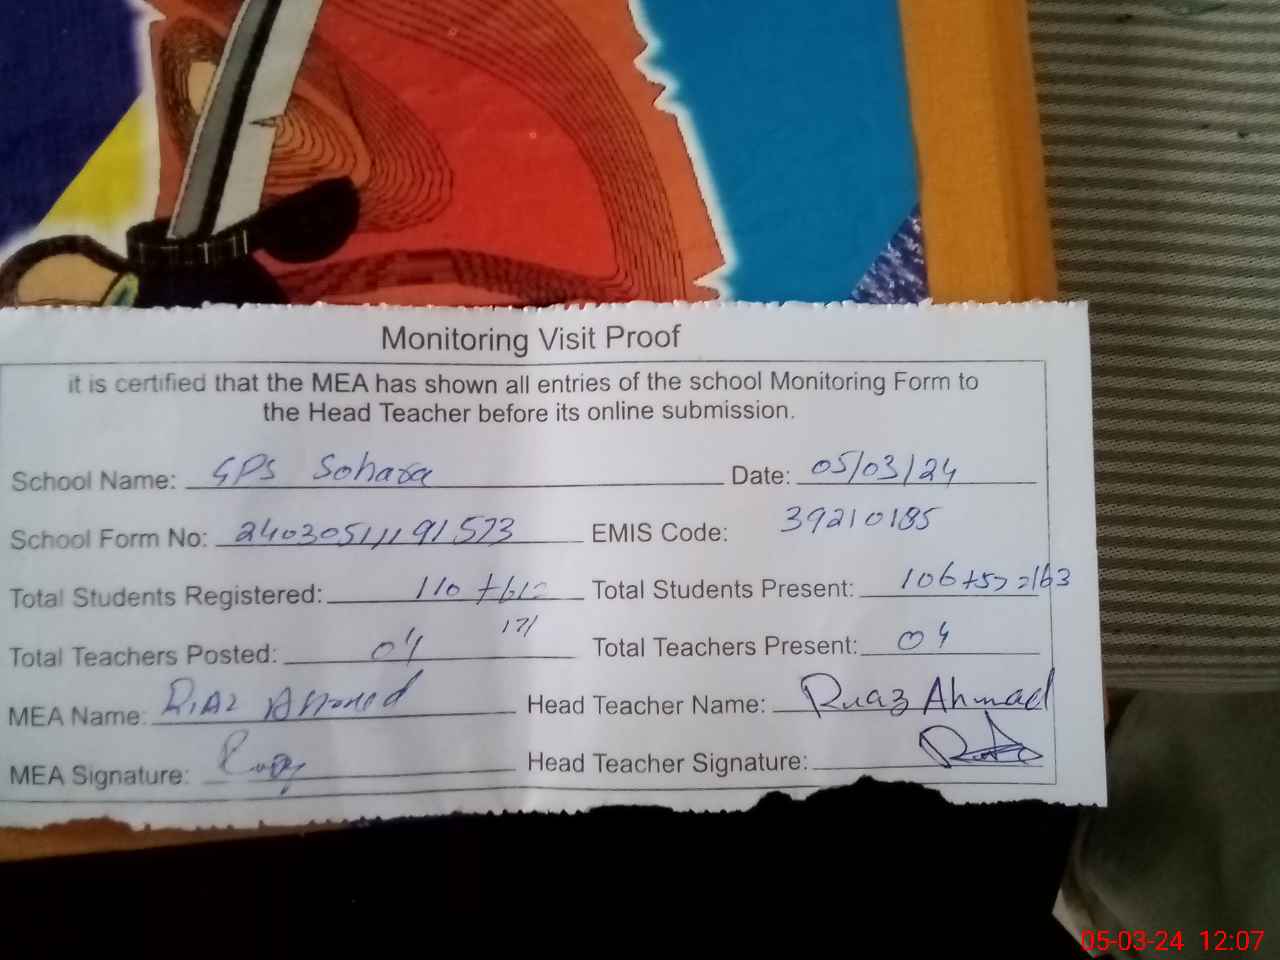 Monitoring Visit Proof
it is certified that the MEA has shown all entries of the school Monitoring Form to
the Head Teacher before its online submission.
School Name: GPS Sohava Date: 05/03/24
School Form No: EMIS Code: 39210185
Total Students Registered: 110 + Total Students Present: 106+57=163
171
Total Teachers Posted: 04 Total Teachers Present: 04
MEA Name: Riaz Ahmed Head Teacher Name: Riaz Ahmad
MEA Signature: Head Teacher Signature:
05-03-24 12:07